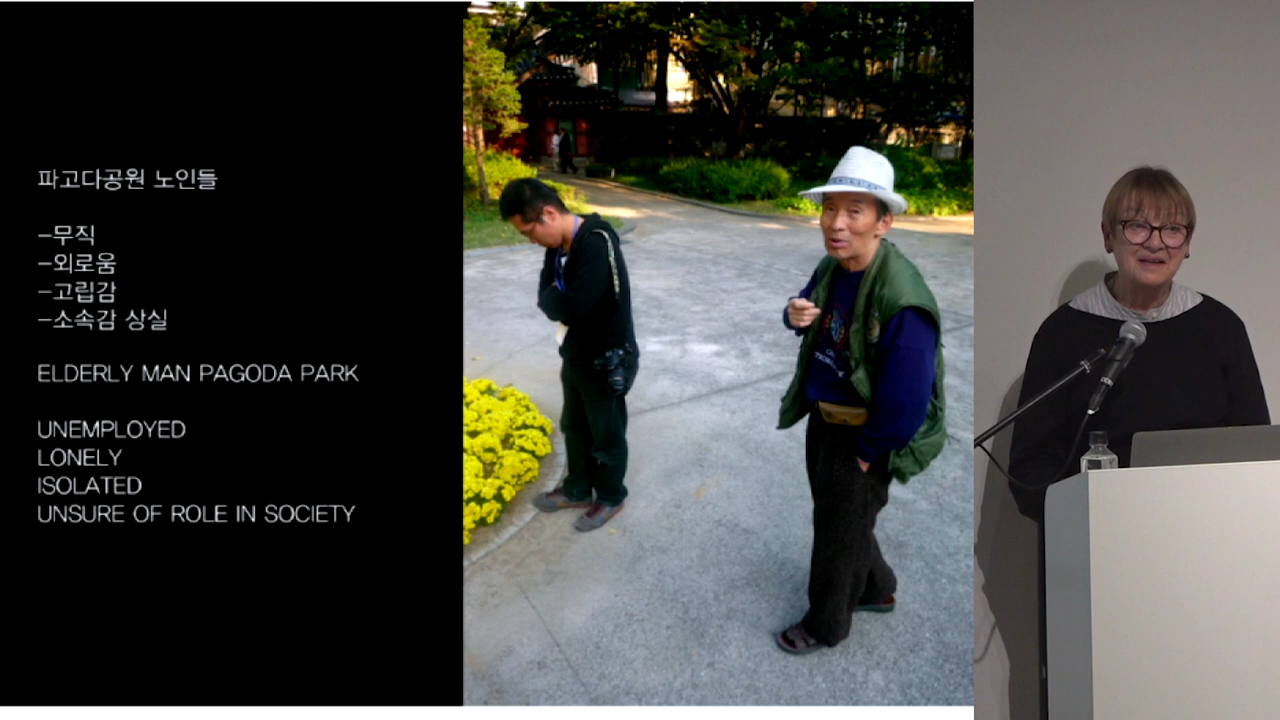 파고다공원 노인들
–무직
–외로움
–고립감
–소속감 상실
ELDERLY MAN PAGODA PARK
UNEMPLOYED
LONELY
ISOLATED
UNSURE OF ROLE IN SOCIETY